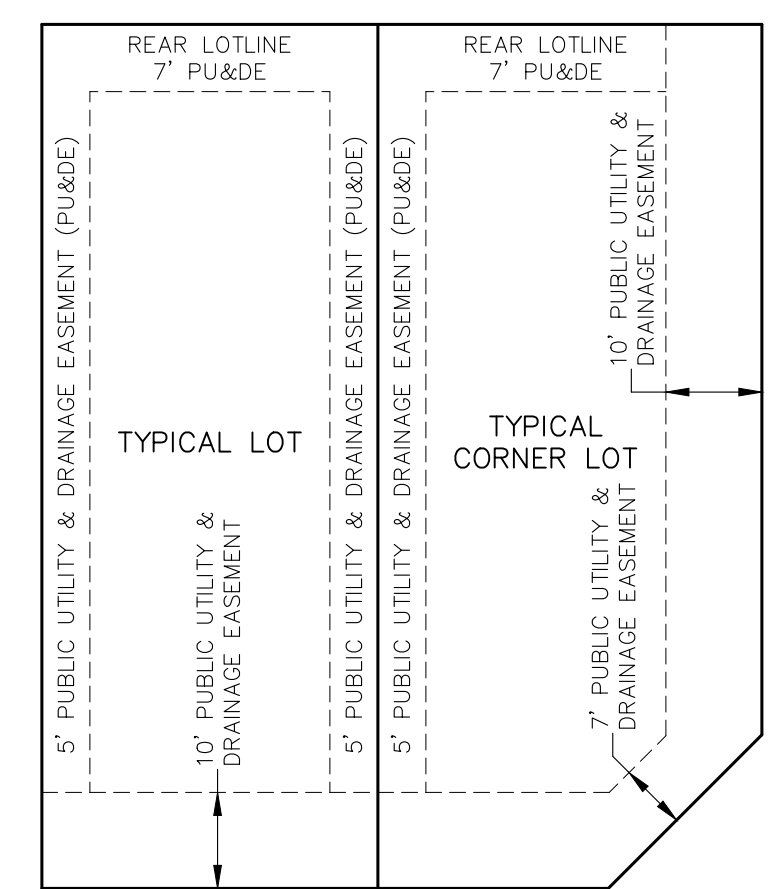 REAR LOTLINE
7' PU&DE
REAR LOTLINE
7' PU&DE
5' PUBLIC UTILITY & DRAINAGE EASEMENT (PU&DE)
TYPICAL LOT
10' PUBLIC UTILITY &
DRAINAGE EASEMENT
5' PUBLIC UTILITY & DRAINAGE EASEMENT (PU&DE)
5' PUBLIC UTILITY & DRAINAGE EASEMENT (PU&DE)
10' PUBLIC UTILITY &
DRAINAGE EASEMENT
TYPICAL
CORNER LOT
7' PUBLIC UTILITY &
DRAINAGE EASEMENT